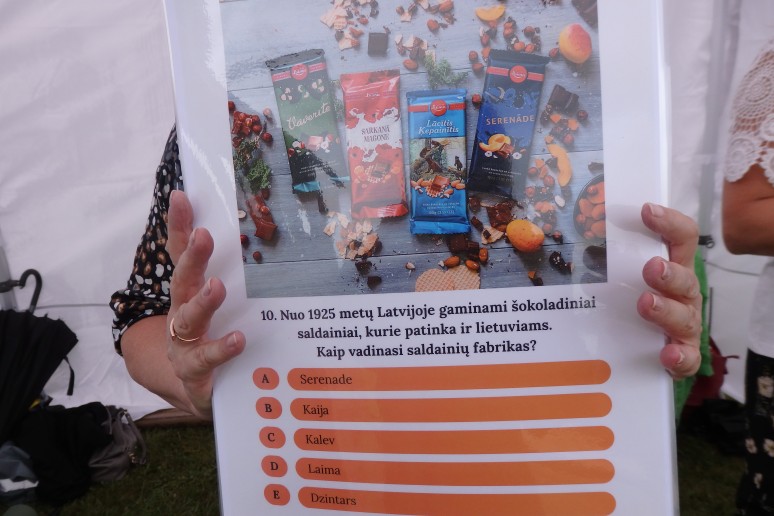 Vāverīte
SARKANĀ
MAGONE
Lācītis
Ķepainītis
SERENĀDE
10. Nuo 1925 metų Latvijoje gaminami šokoladiniai
saldainiai, kurie patinka ir lietuviams.
Kaip vadinasi saldainių fabrikas?
A Serenade
B Kaija
C Kalev
D Laima
E Dzintars